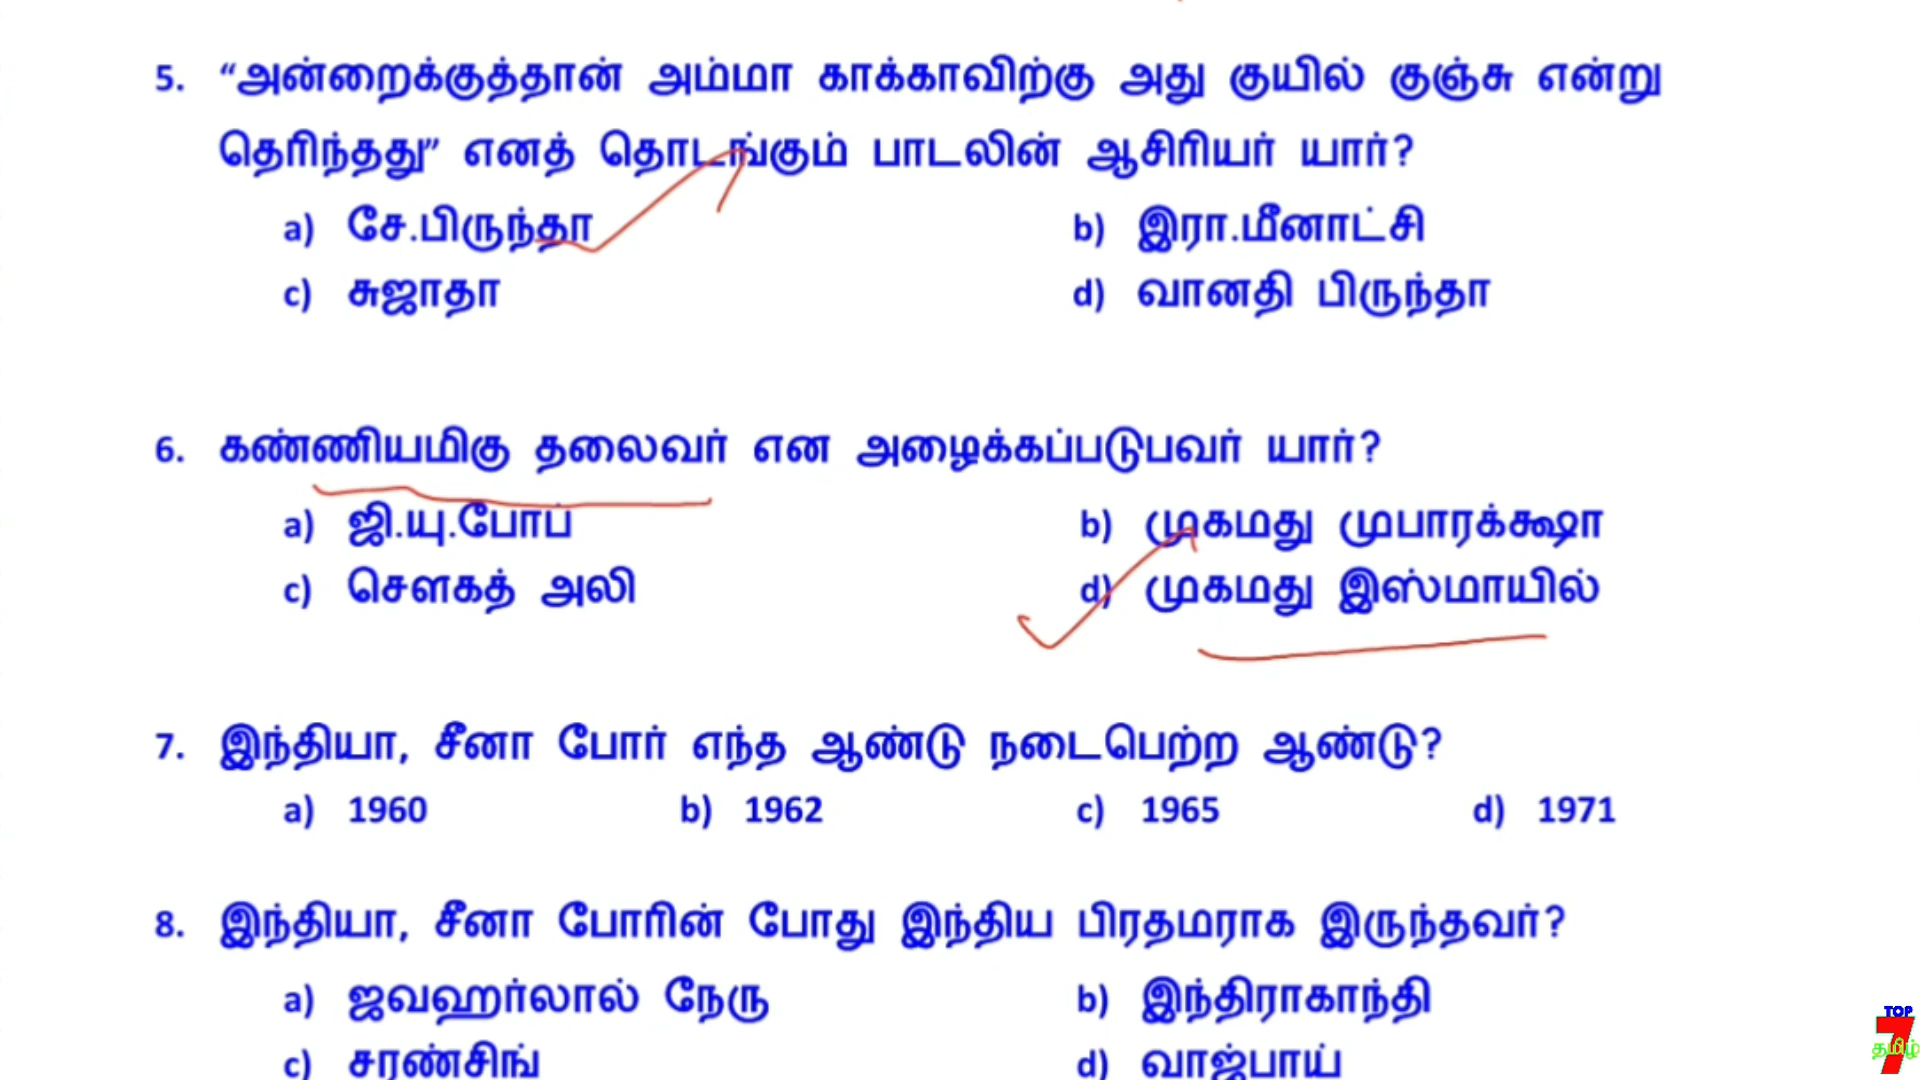 5. “அன்றைக்குத்தான் அம்மா காக்காவிற்கு அது குயில் குஞ்சு என்று
தெரிந்தது” எனத் தொடங்கும் பாடலின் ஆசிரியர் யார்?
a) சே.பிருந்தா b) இரா.மீனாட்சி
c) சுஜாதா d) வானதி பிருந்தா
6. கண்ணியமிகு தலைவர் என அழைக்கப்படுபவர் யார்?
a) ஜி.யு.போப் b) முகமது முபாரக்க்ஷா
c) சௌகத் அலி d) முகமது இஸ்மாயில்
7. இந்தியா, சீனா போர் எந்த ஆண்டு நடைபெற்ற ஆண்டு?
a) 1960 b) 1962 c) 1965 d) 1971
8. இந்தியா, சீனா போரின் போது இந்திய பிரதமராக இருந்தவர்?
a) ஜவஹர்லால் நேரு b) இந்திராகாந்தி
c) சரண்சிங் d) வாஜ்பாய்
TOP
7
தமிழ்